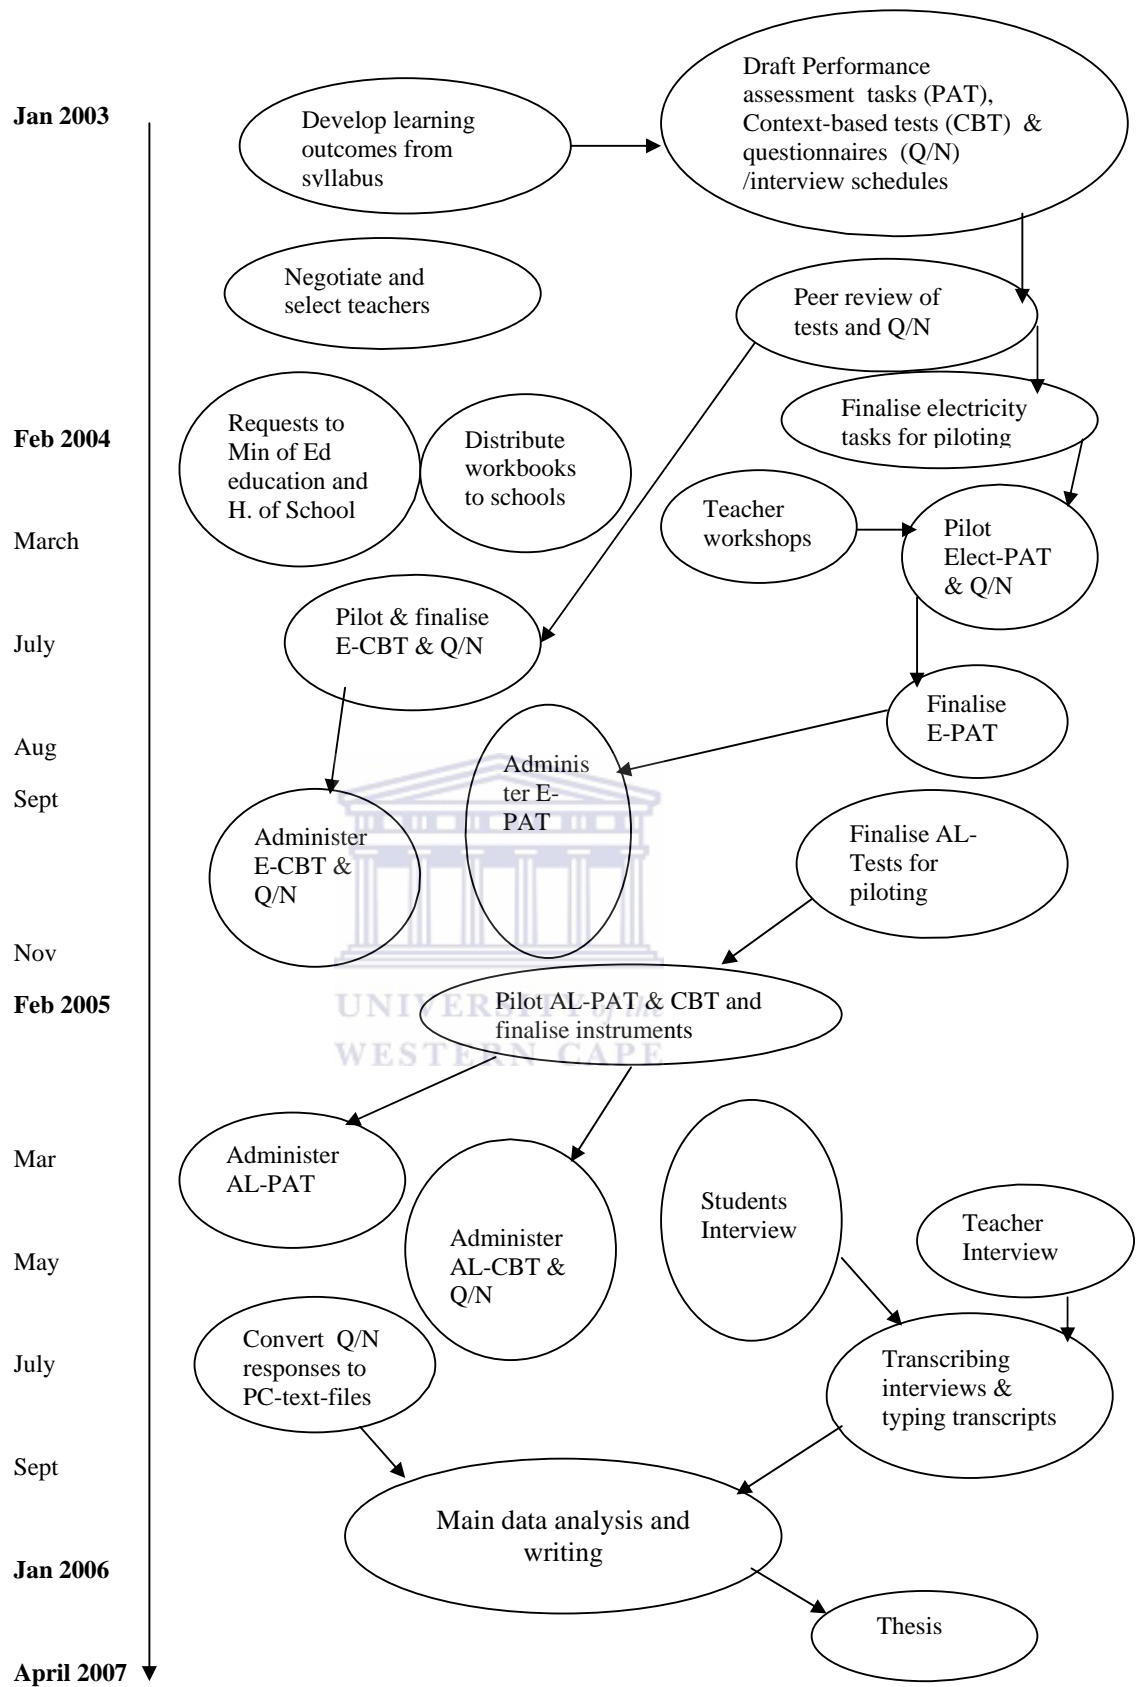 Jan 2003
Develop learning
outcomes from
syllabus
Draft Performance
assessment tasks (PAT),
Context-based tests (CBT) &
questionnaires (Q/N)
/interview schedules
Negotiate and
select teachers
Peer review of
tests and Q/N
Feb 2004
Requests to
Min of Ed
education and
H. of School
Distribute
workbooks
to schools
Finalise electricity
tasks for piloting
March
Teacher
workshops
Pilot
Elect-PAT
& Q/N
July
Pilot & finalise
E-CBT & Q/N
Finalise
E-PAT
Aug
Adminis
ter E-
PAT
Sept
Administer
E-CBT &
Q/N
Finalise AL-
Tests for
piloting
Nov
Feb 2005
Pilot AL-PAT & CBT and
finalise instruments
UNIVERSITY of the
WESTERN CAPE
Mar
Administer
AL-PAT
Administer
AL-CBT &
Q/N
Students
Interview
Teacher
Interview
May
July
Convert Q/N
responses to
PC-text-files
Transcribing
interviews &
typing transcripts
Sept
Main data analysis and
writing
Jan 2006
Thesis
April 2007